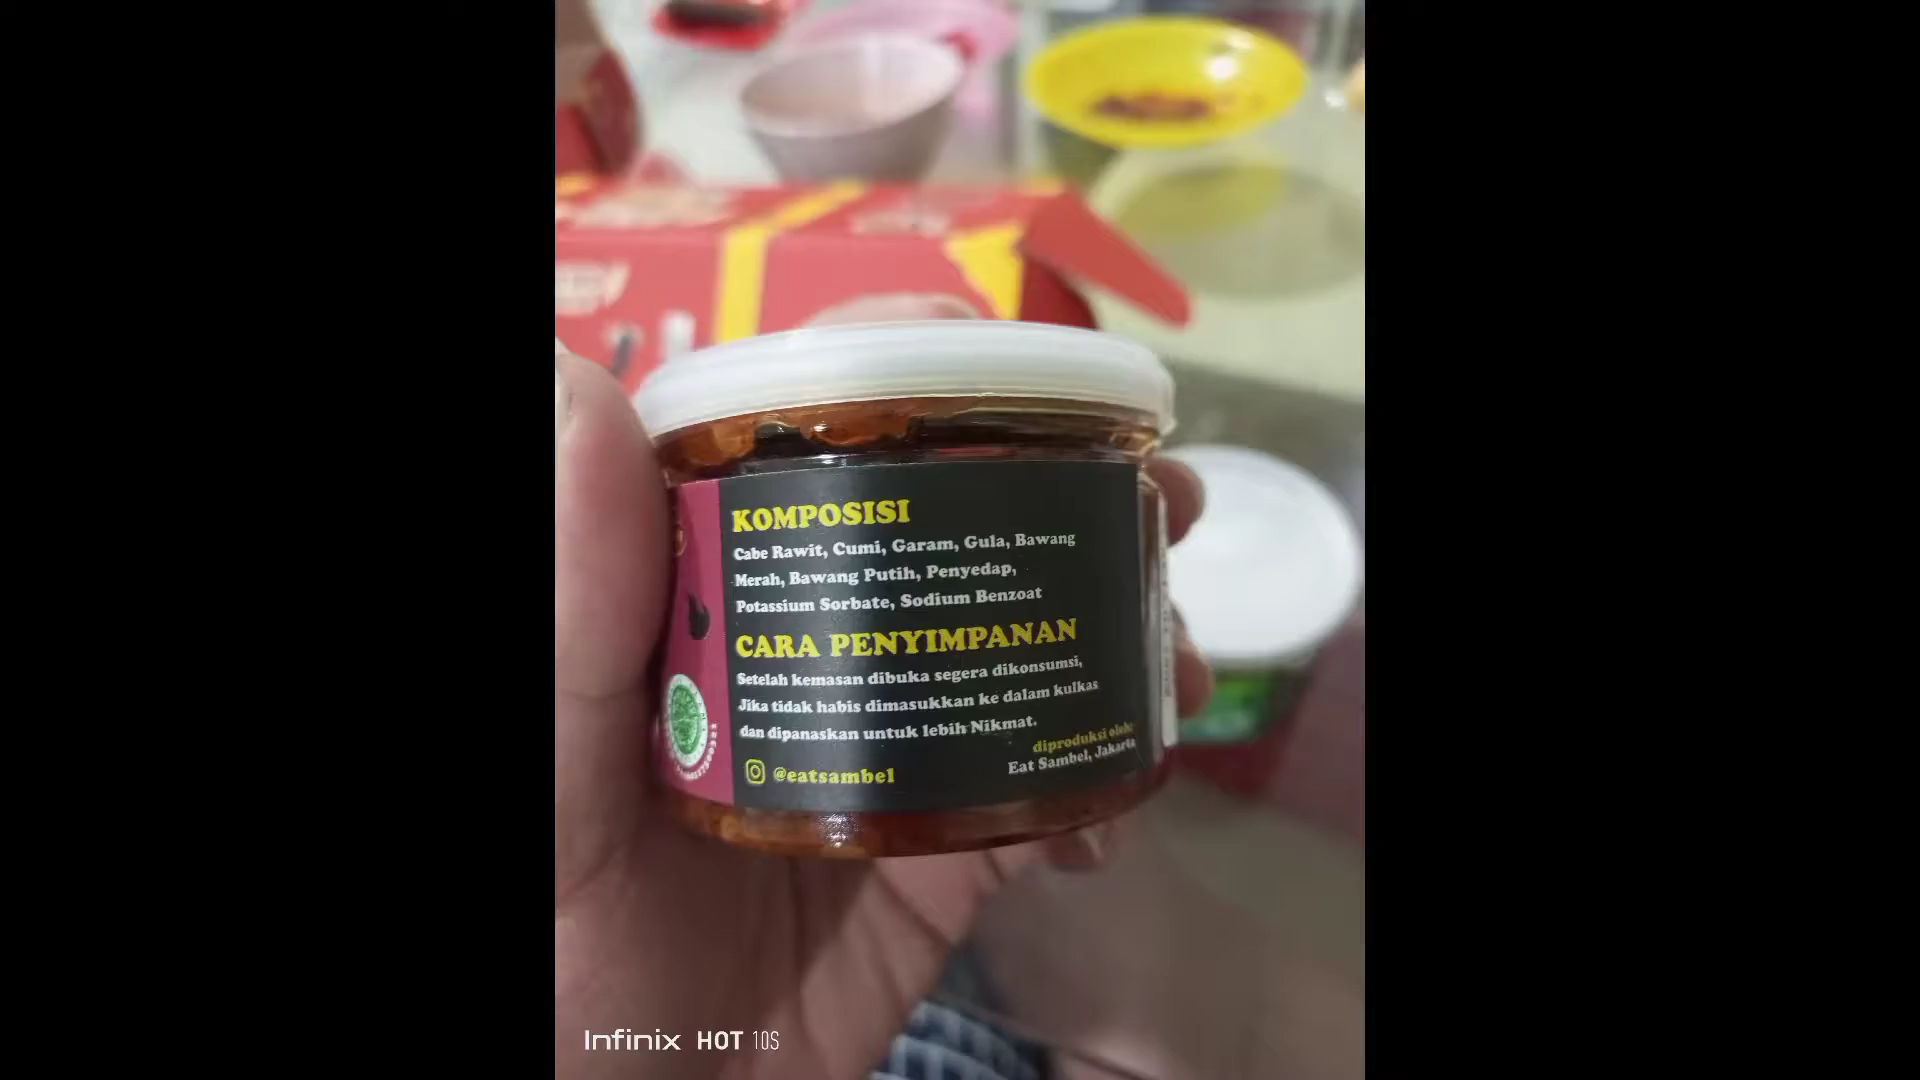 KOMPOSISI
Cabe Rawit, Cumi, Garam, Gula, Bawang
Merah, Bawang Putih, Penyedap,
Potassium Sorbate, Sodium Benzoat
CARA PENYIMPANAN
Setelah kemasan dibuka segera dikonsumsi,
Jika tidak habis dimasukkan ke dalam kulkas
dan dipanaskan untuk lebih Nikmat.
diproduksi oleh:
Eat Sambel, Jakarta
@eatsambel
Infinix HOT 10S